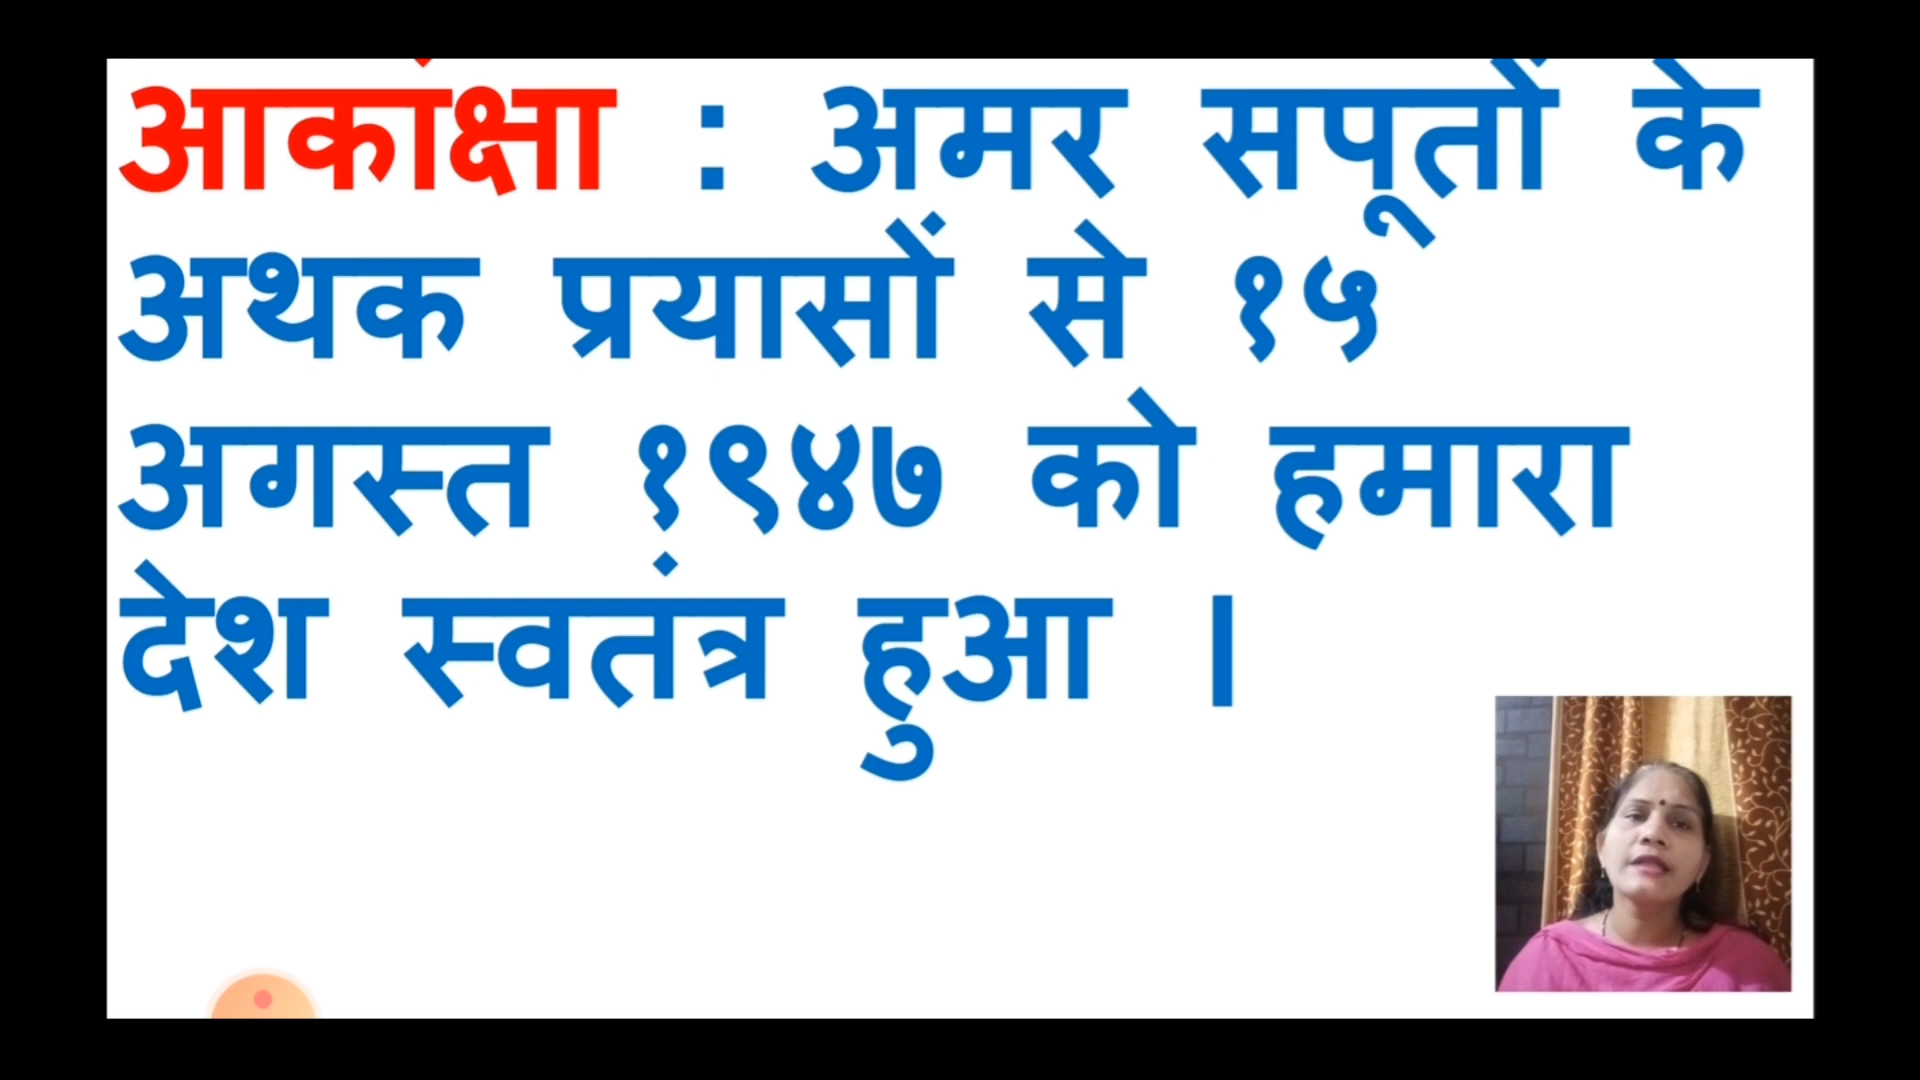 आकांक्षा : अमर सपूतों के
अथक प्रयासों से १५
अगस्त १९४७ को हमारा
देश स्वतंत्र हुआ ।